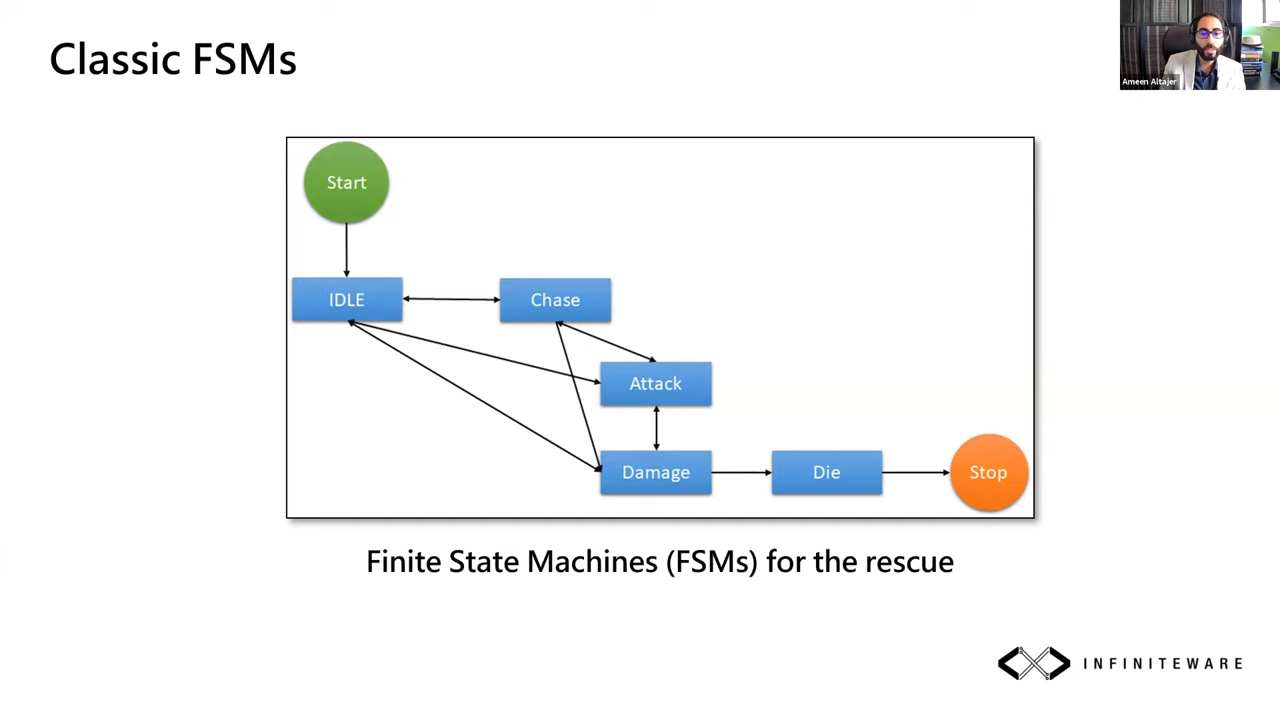 Classic FSMs
Ameen Altajer
Start
IDLE
Chase
Attack
Damage
Die
Stop
Finite State Machines (FSMs) for the rescue
INFINITEWARE